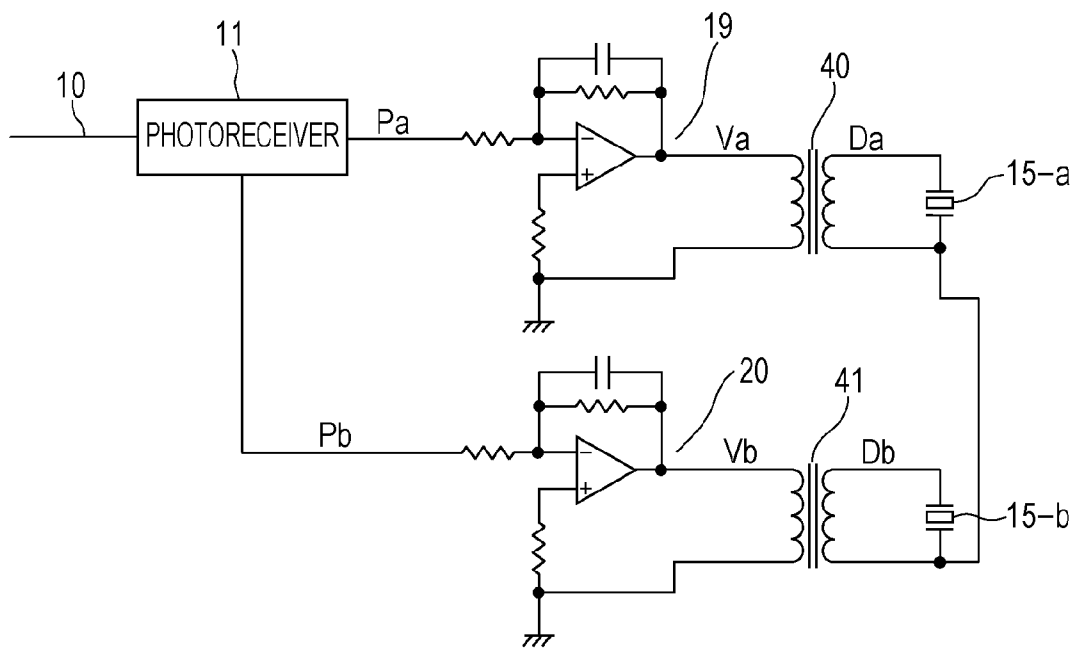 11
19
10
40
PHOTORECEIVER
Pa
Va
Da
15-a
−
+
20
41
Pb
Vb
Db
15-b
−
+